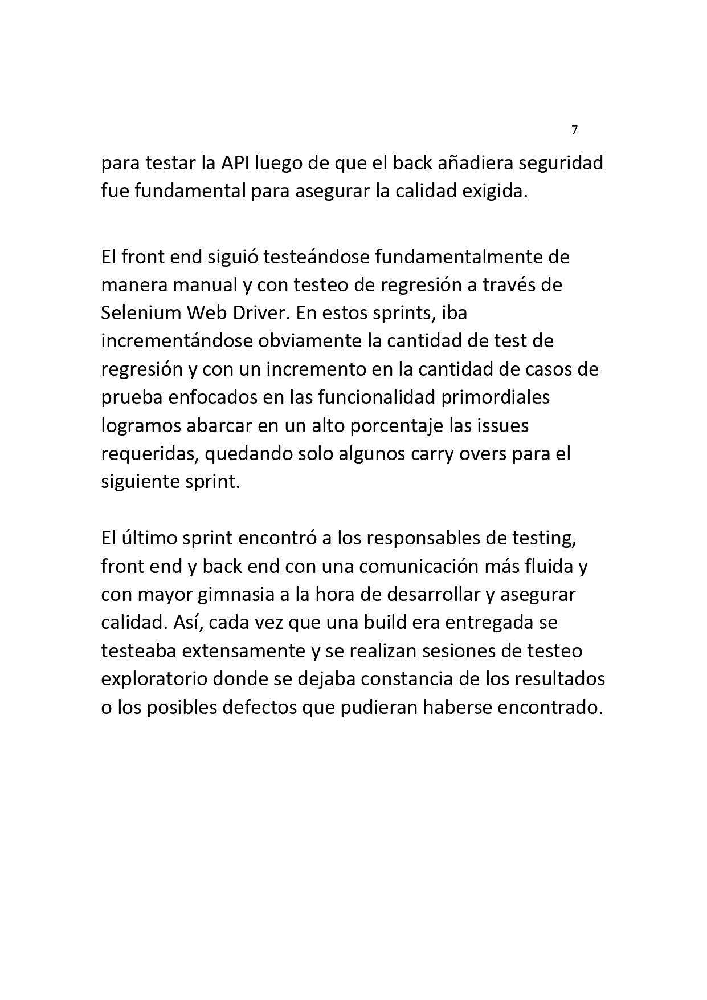 7
para testar la API luego de que el back añadiera seguridad
fue fundamental para asegurar la calidad exigida.
El front end siguió testeándose fundamentalmente de
manera manual y con testeo de regresión a través de
Selenium Web Driver. En estos sprints, iba
incrementándose obviamente la cantidad de test de
regresión y con un incremento en la cantidad de casos de
prueba enfocados en las funcionalidad primordiales
logramos abarcar en un alto porcentaje las issues
requeridas, quedando solo algunos carry overs para el
siguiente sprint.
El último sprint encontró a los responsables de testing,
front end y back end con una comunicación más fluida y
con mayor gimnasia a la hora de desarrollar y asegurar
calidad. Así, cada vez que una build era entregada se
testeaba extensamente y se realizan sesiones de testeo
exploratorio donde se dejaba constancia de los resultados
o los posibles defectos que pudieran haberse encontrado.